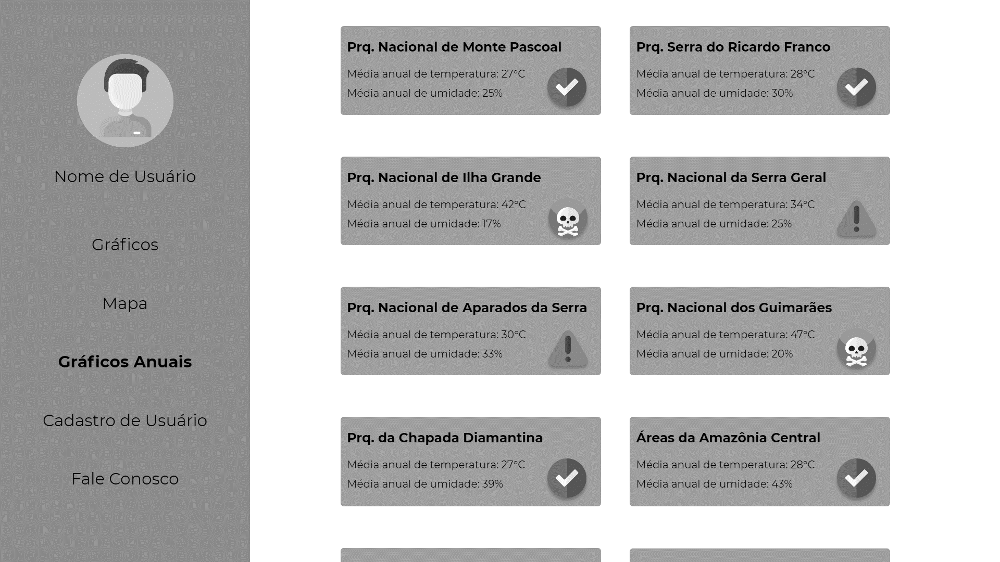 Nome de Usuário
Gráficos
Mapa
Gráficos Anuais
Cadastro de Usuário
Fale Conosco
Prq. Nacional de Monte Pascoal
Média anual de temperatura: 27°C
Média anual de umidade: 25%
Prq. Serra do Ricardo Franco
Média anual de temperatura: 28°C
Média anual de umidade: 30%
Prq. Nacional de Ilha Grande
Média anual de temperatura: 42°C
Média anual de umidade: 17%
Prq. Nacional da Serra Geral
Média anual de temperatura: 34°C
Média anual de umidade: 25%
Prq. Nacional de Aparados da Serra
Média anual de temperatura: 30°C
Média anual de umidade: 33%
Prq. Nacional dos Guimarães
Média anual de temperatura: 47°C
Média anual de umidade: 20%
Prq. da Chapada Diamantina
Média anual de temperatura: 27°C
Média anual de umidade: 39%
Áreas da Amazônia Central
Média anual de temperatura: 28°C
Média anual de umidade: 43%